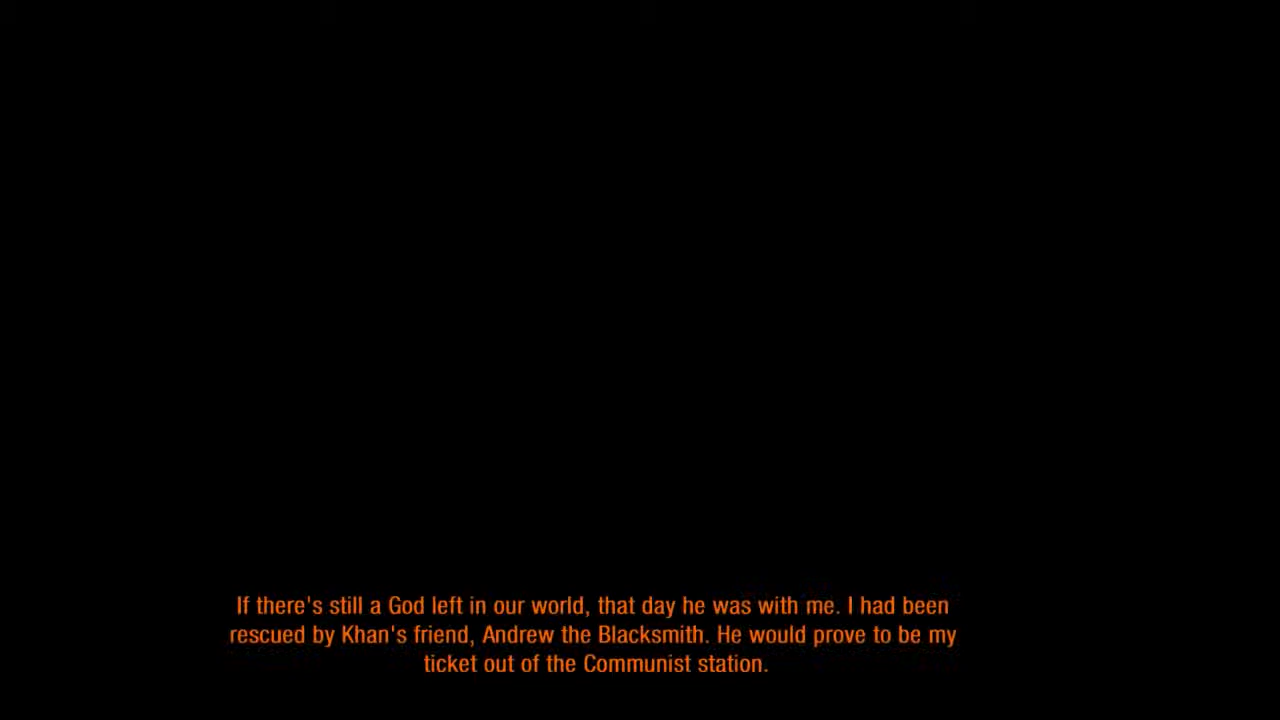 If there's still a God left in our world, that day he was with me. I had been
rescued by Khan's friend, Andrew the Blacksmith. He would prove to be my
ticket out of the Communist station.